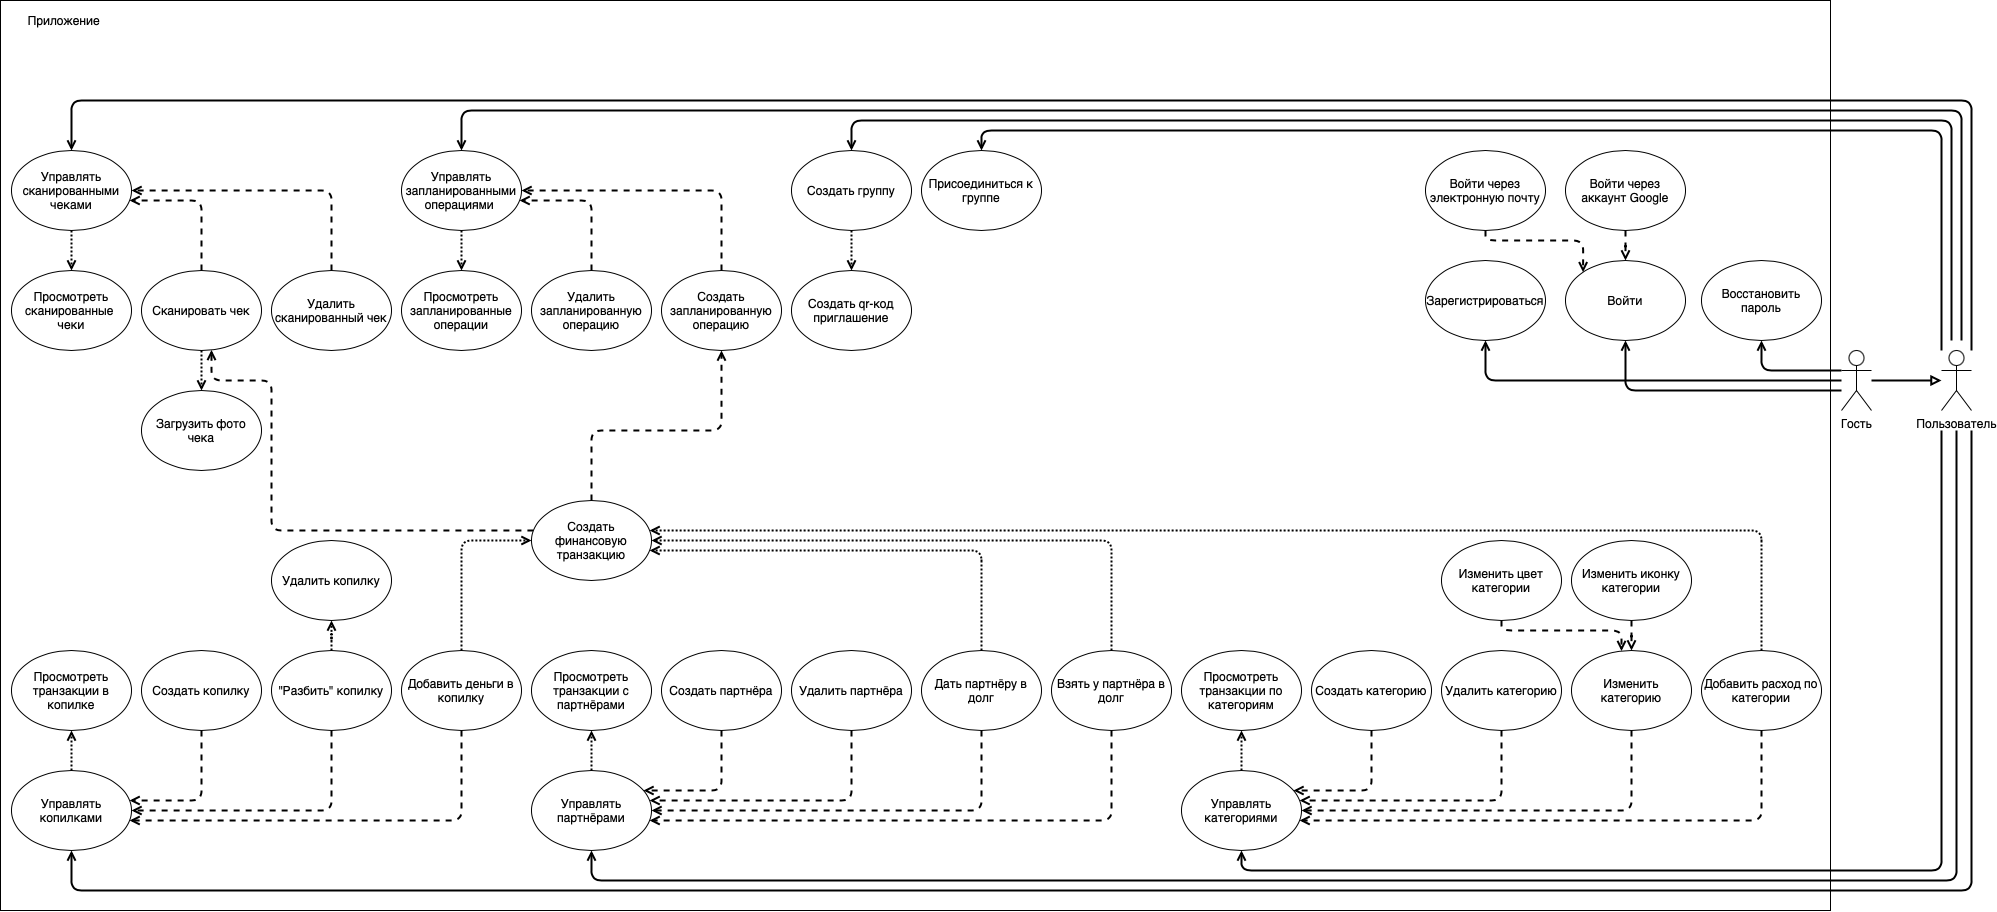 Приложение
Управлять
сканированными
чеками
Управлять
запланированными
операциями
Создать группу
Присоединиться к
группе
Войти через
электронную почту
Войти через
аккаунт Google
Просмотреть
сканированные
чеки
Сканировать чек
Удалить
сканированный чек
Просмотреть
запланированные
операции
Удалить
запланированную
операцию
Создать
запланированную
операцию
Создать qr-код
приглашение
Зарегистрироваться
Войти
Восстановить
пароль
Гость
Пользователь
Загрузить фото
чека
Создать
финансовую
транзакцию
Удалить копилку
Изменить цвет
категории
Изменить иконку
категории
Просмотреть
транзакции в
копилке
Создать копилку
"Разбить" копилку
Добавить деньги в
копилку
Просмотреть
транзакции с
партнёрами
Создать партнёра
Удалить партнёра
Дать партнёру в
долг
Взять у партнёра в
долг
Просмотреть
транзакции по
категориям
Создать категорию
Удалить категорию
Изменить
категорию
Добавить расход по
категории
Управлять
копилками
Управлять
партнёрами
Управлять
категориями